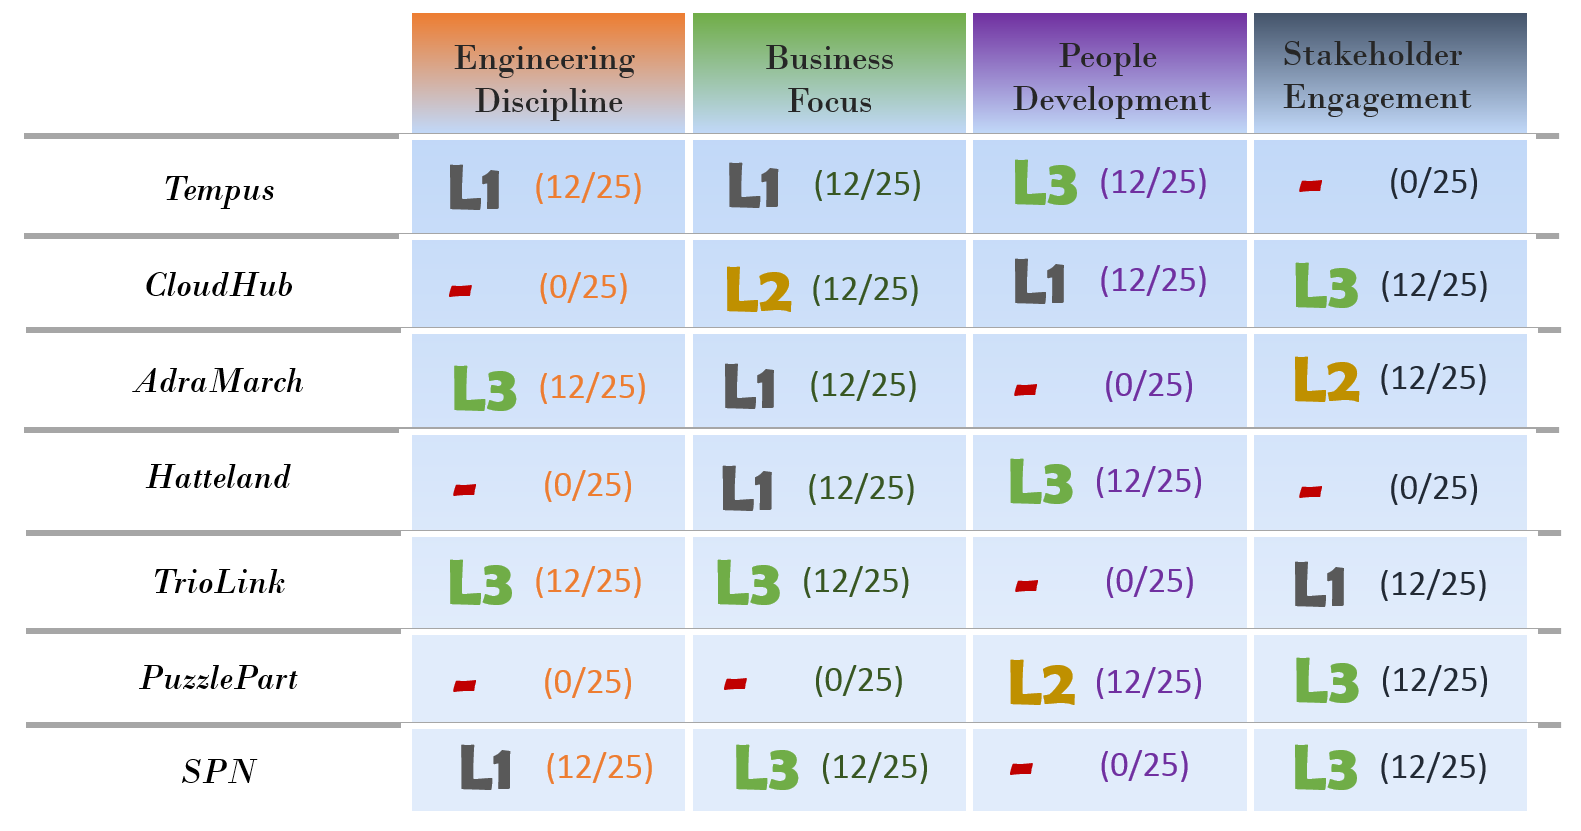 Engineering Discipline Business Focus People Development Stakeholder Engagement
Tempus L1 (12/25) L1 (12/25) L3 (12/25) - (0/25)
CloudHub - (0/25) L2 (12/25) L1 (12/25) L3 (12/25)
AdraMarch L3 (12/25) L1 (12/25) - (0/25) L2 (12/25)
Hatteland - (0/25) L1 (12/25) L3 (12/25) - (0/25)
TrioLink L3 (12/25) L3 (12/25) - (0/25) L1 (12/25)
PuzzlePart - (0/25) - (0/25) L2 (12/25) L3 (12/25)
SPN L1 (12/25) L3 (12/25) - (0/25) L3 (12/25)